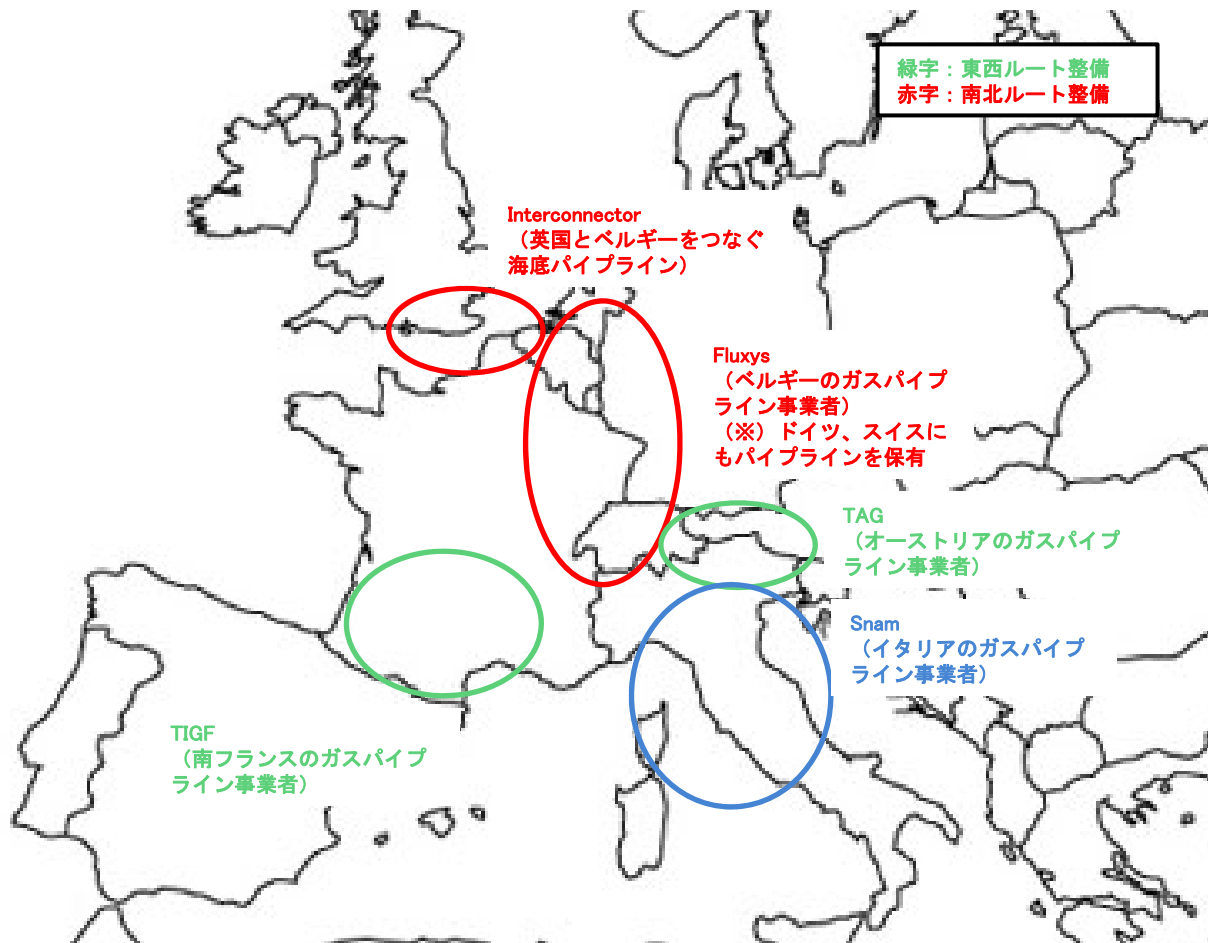 緑字：東西ルート整備
赤字：南北ルート整備
Interconnector
（英国とベルギーをつなぐ
海底パイプライン）
Fluxys
（ベルギーのガスパイプ
ライン事業者）
（※）ドイツ、スイスに
もパイプラインを保有
TAG
（オーストリアのガスパイプ
ライン事業者）
Snam
（イタリアのガスパイプ
ライン事業者）
TIGF
（南フランスのガスパイプ
ライン事業者）